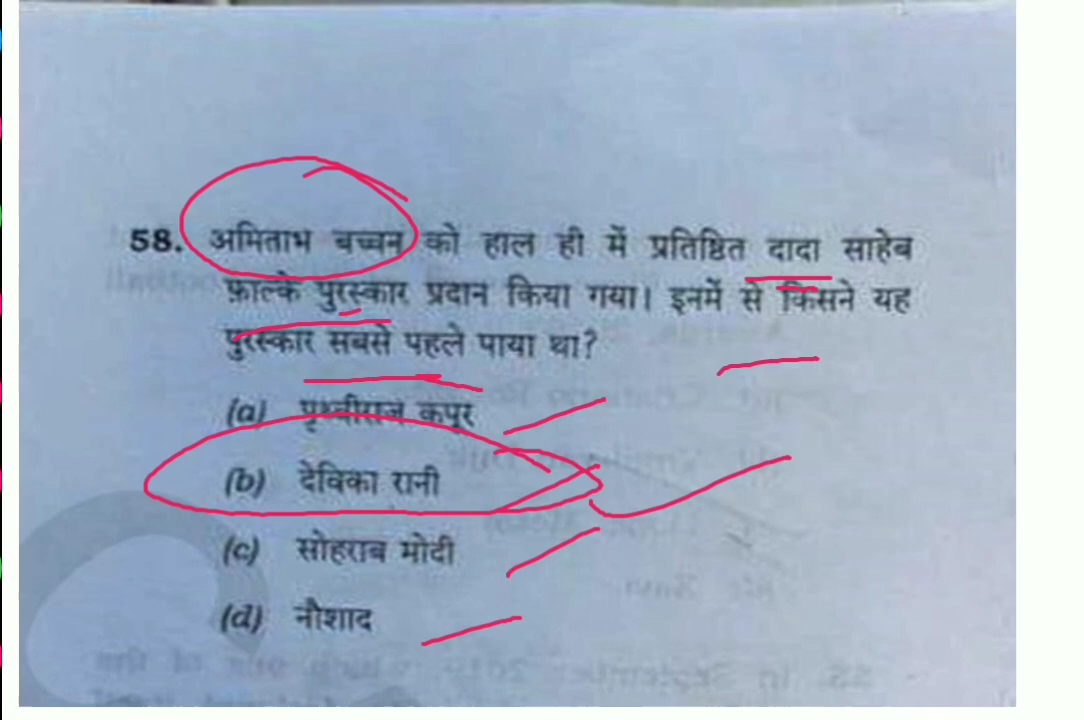 58. अमिताभ बच्चन को हाल ही में प्रतिष्ठित दादा साहेब
फ़ाल्के पुरस्कार प्रदान किया गया। इनमें से किसने यह
पुरस्कार सबसे पहले पाया था?
(a) पृथ्वीराज कपूर
(b) देविका रानी
(c) सोहराब मोदी
(d) नौशाद